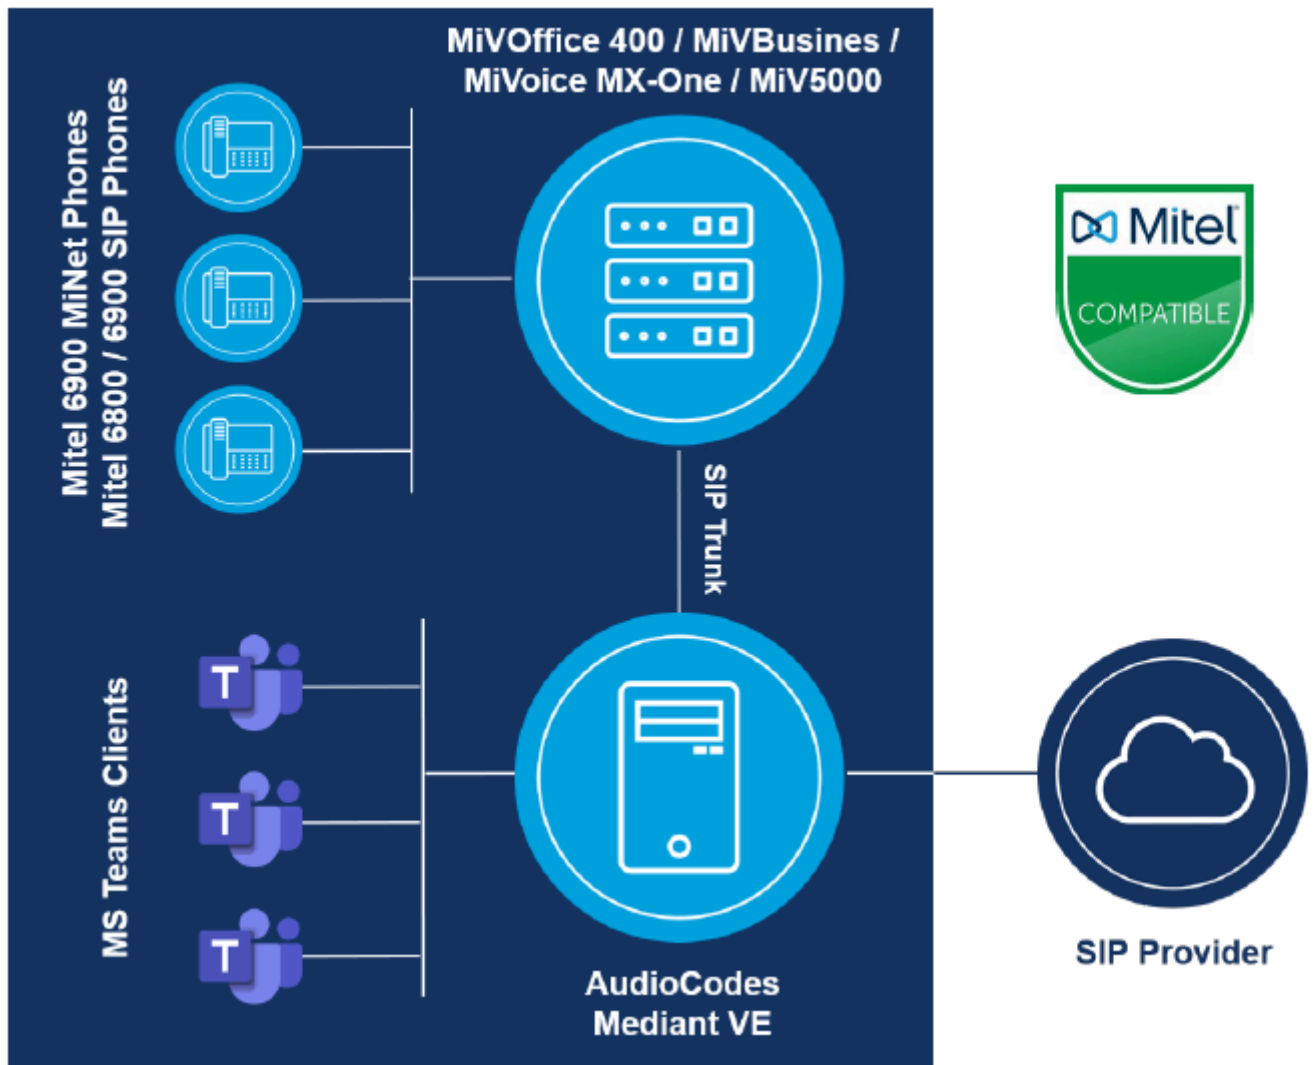 MiVOffice 400 / MiVBusines /
MiVoice MX-One / MiV5000
Mitel 6900 MiNet Phones
Mitel 6800 / 6900 SIP Phones
Mitel™
COMPATIBLE
SIP Trunk
MS Teams Clients
T
T
T
AudioCodes
Mediant VE
SIP Provider